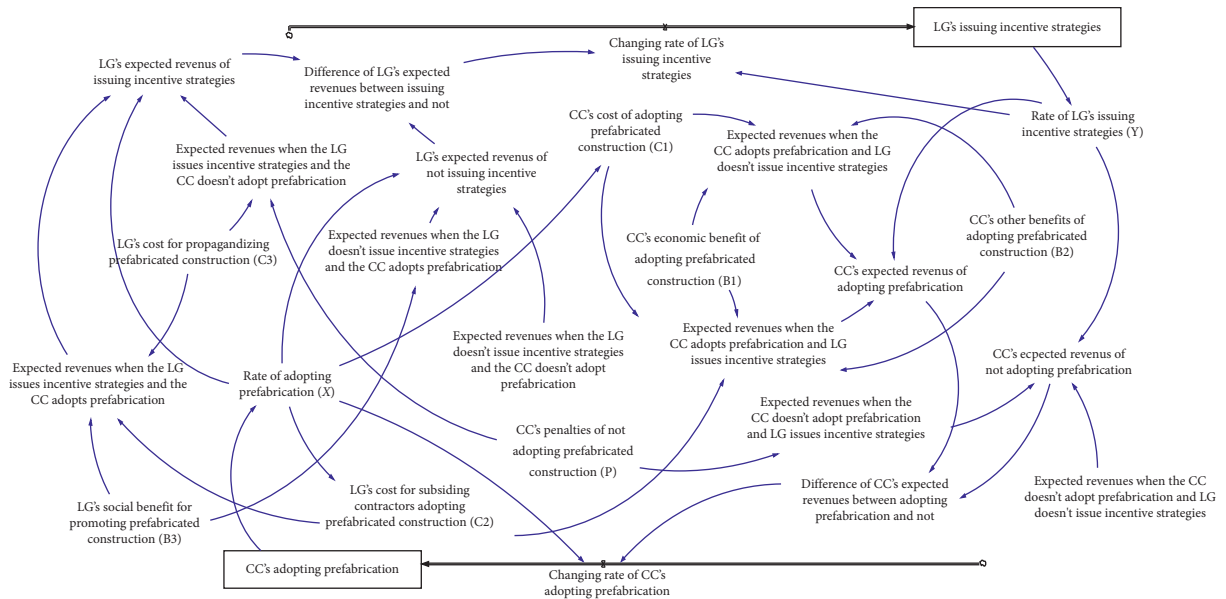 LG's issuing incentive strategies
LG's expected revenus of
issuing incentive strategies
Difference of LG's expected
revenues between issuing
incentive strategies and not
Changing rate of LG's
issuing incentive
strategies
Rate of LG's issuing
incentive strategies (Y)
CC's cost of adopting
prefabricated
construction (C1)
Expected revenues when the
CC adopts prefabrication and LG
doesn't issue incentive strategies
Expected revenues when the LG
issues incentive strategies and the
CC doesn't adopt prefabrication
LG's expected revenus of
not issuing incentive
strategies
LG's cost for propagandizing
prefabricated construction (C3)
Expected revenues when the LG
doesn't issue incentive strategies
and the CC adopts prefabrication
CC's economic benefit of
adopting prefabricated
construction (B1)
CC's expected revenus of
adopting prefabrication
CC's other benefits of
adopting prefabricated
construction (B2)
Expected revenues when the LG
issues incentive strategies and the
CC adopts prefabrication
Rate of adopting
prefabrication (X)
Expected revenues when the LG
doesn't issue incentive strategies
and the CC doesn't adopt
prefabrication
Expected revenues when the
CC adopts prefabrication and LG
issues incentive strategies
CC's ecpected revenus of
not adopting prefabrication
CC's penalties of not
adopting prefabricated
construction (P)
Expected revenues when the
CC doesn't adopt prefabrication
and LG issues incentive strategies
LG's social benefit for
promoting prefabricated
construction (B3)
LG's cost for subsiding
contractors adopting
prefabricated construction (C2)
Difference of CC's expected
revenues between adopting
prefabrication and not
Expected revenues when the CC
doesn't adopt prefabrication and LG
doesn't issue incentive strategies
CC's adopting prefabrication
Changing rate of CC's
adopting prefabrication